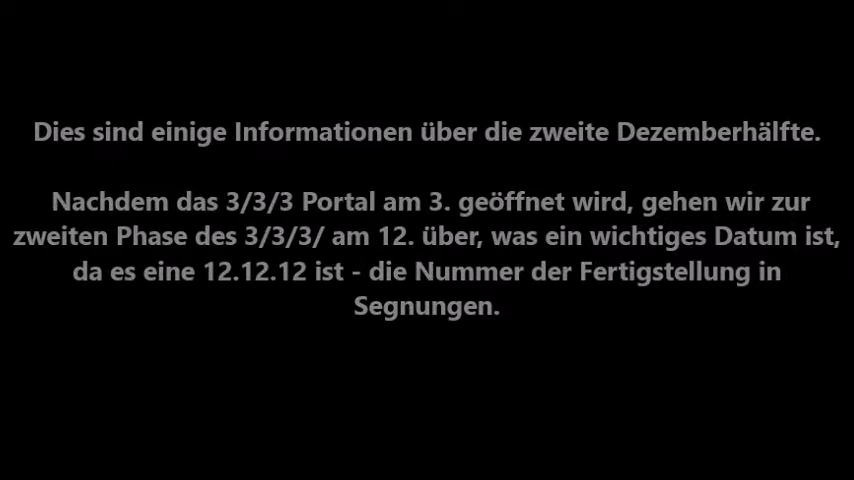 Dies sind einige Informationen über die zweite Dezemberhälfte.
Nachdem das 3/3/3 Portal am 3. geöffnet wird, gehen wir zur
zweiten Phase des 3/3/3/ am 12. über, was ein wichtiges Datum ist,
da es eine 12.12.12 ist - die Nummer der Fertigstellung in
Segnungen.